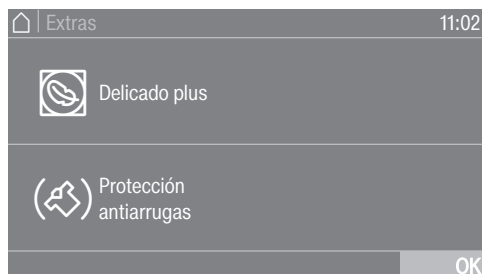 Extras 11:02
Delicado plus
Protección
antiarrugas
OK